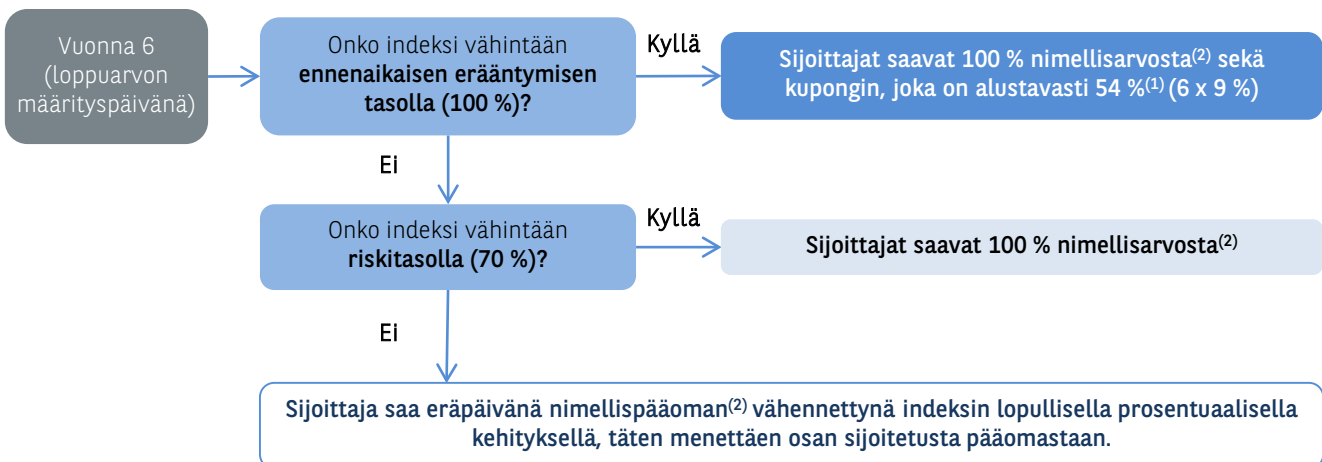 Vuonna 6
(loppuarvon
määrityspäivänä)
Onko indeksi vähintään
ennenaikaisen erääntymisen
tasolla (100 %)?
Kyllä
Sijoittajat saavat 100 % nimellisarvosta(2) sekä
kupongin, joka on alustavasti 54 %(1) (6 x 9 %)
Ei
Onko indeksi vähintään
riskitasolla (70 %)?
Kyllä
Sijoittajat saavat 100 % nimellisarvosta(2)
Ei
Sijoittaja saa eräpäivänä nimellispääoman(2) vähennettynä indeksin lopullisella prosentuaalisella
kehityksellä, täten menettäen osan sijoitetusta pääomastaan.